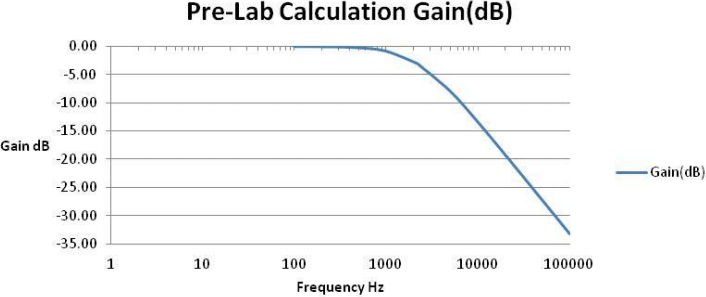 Pre-Lab Calculation Gain(dB)
0.00
-5.00
-10.00
-15.00
-20.00
-25.00
-30.00
-35.00
Gain dB
1 10 100 1000 10000 100000
Frequency Hz
Gain(dB)